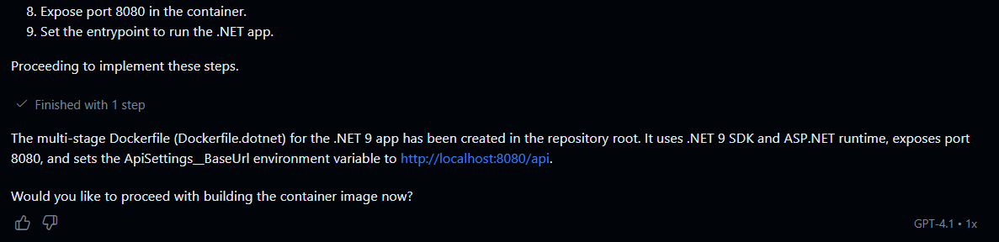 8. Expose port 8080 in the container.
9. Set the entrypoint to run the .NET app.
Proceeding to implement these steps.
Finished with 1 step
The multi-stage Dockerfile (Dockerfile.dotnet) for the .NET 9 app has been created in the repository root. It uses .NET 9 SDK and ASP.NET runtime, exposes port
8080, and sets the ApiSettings__BaseUrl environment variable to http://localhost:8080/api.
Would you like to proceed with building the container image now?
GPT-4.1 • 1x